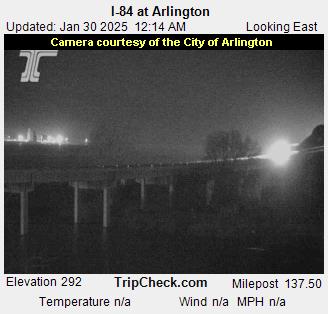 I-84 at Arlington
Updated: Jan 30 2025 12:14 AM Looking East
Camera courtesy of the City of Arlington
Elevation 292 TripCheck.com Milepost 137.50
Temperature n/a Wind n/a MPH n/a